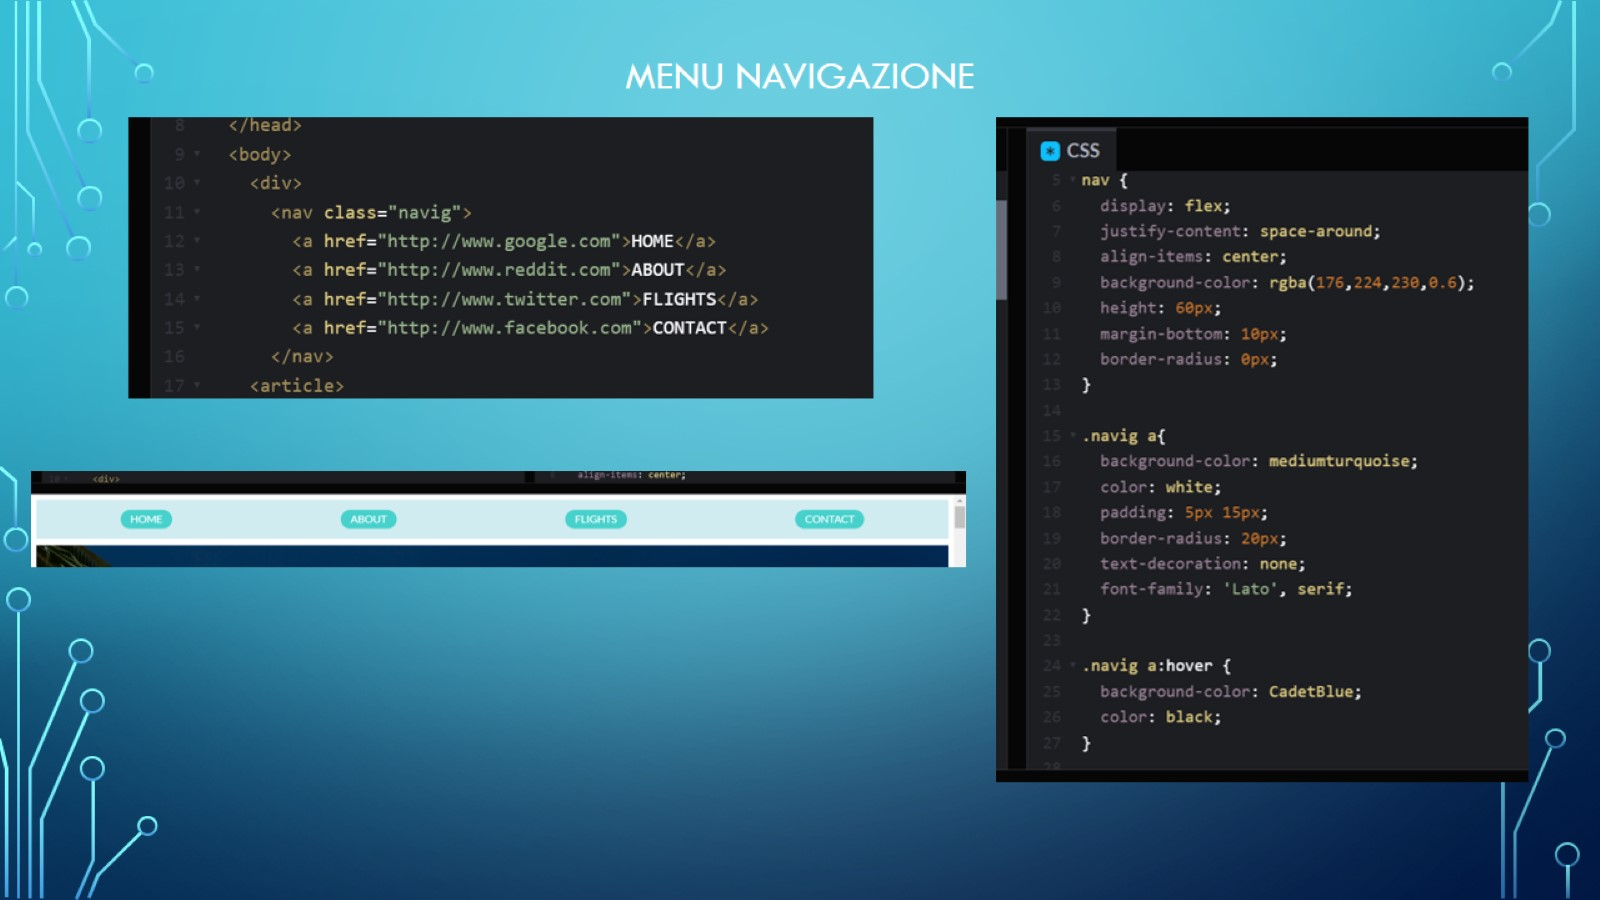 MENU NAVIGAZIONE
8 </head>
9 <body>
10 <div>
11 <nav class="navig">
12 <a href="http://www.google.com">HOME</a>
13 <a href="http://www.reddit.com">ABOUT</a>
14 <a href="http://www.twitter.com">FLIGHTS</a>
15 <a href="http://www.facebook.com">CONTACT</a>
16 </nav>
17 <article>
10 <div>
align-items: center;
HOME ABOUT FLIGHTS CONTACT
* CSS
5 nav {
6 display: flex;
7 justify-content: space-around;
8 align-items: center;
9 background-color: rgba(176,224,230,0.6);
10 height: 60px;
11 margin-bottom: 10px;
12 border-radius: 0px;
13 }
14
15 .navig a{
16 background-color: mediumturquoise;
17 color: white;
18 padding: 5px 15px;
19 border-radius: 20px;
20 text-decoration: none;
21 font-family: 'Lato', serif;
22 }
23
24 .navig a:hover {
25 background-color: CadetBlue;
26 color: black;
27 }
28